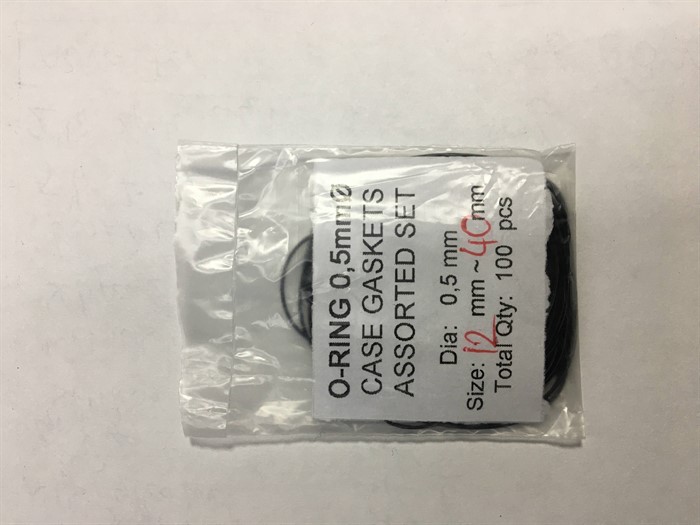 O-RING 0,5mmØ
CASE GASKETS
ASSORTED SET
Dia: 0,5 mm
Size: 12 mm ~ 40 mm
Total Qty: 100 pcs